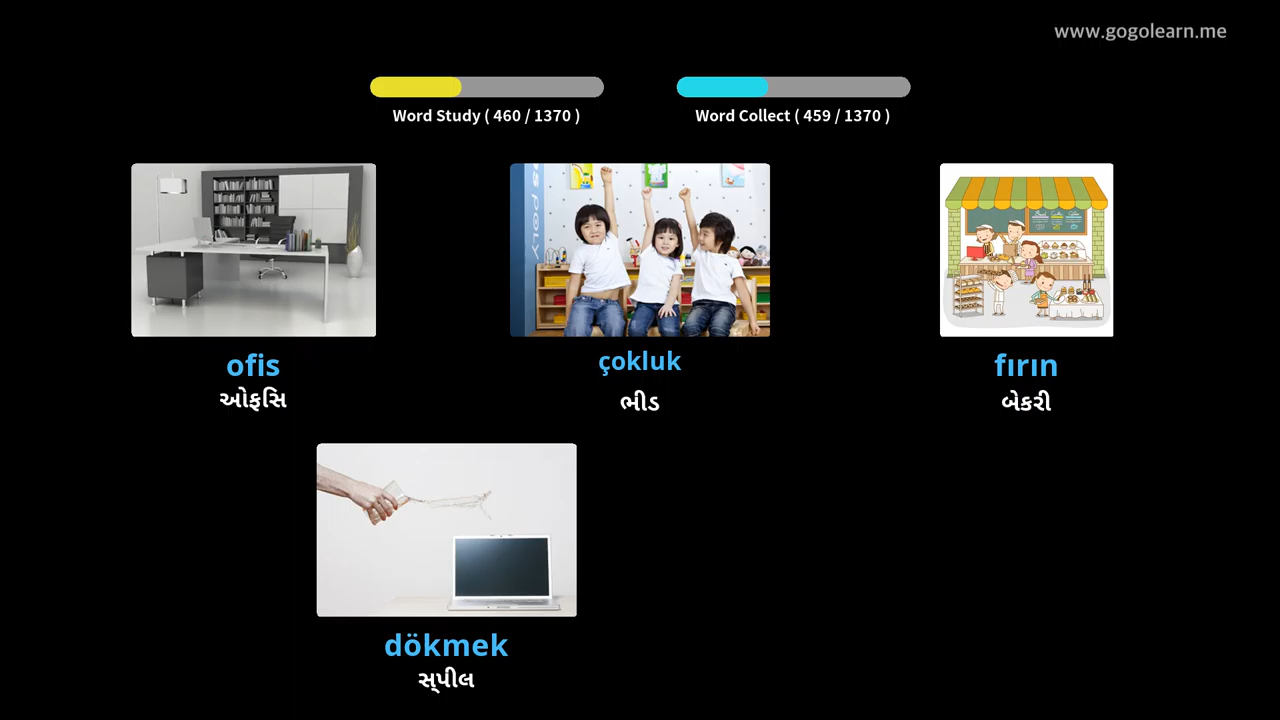 www.gogolearn.me
Word Study ( 460 / 1370 )
Word Collect ( 459 / 1370 )
ofis
ઓફિસ
çokluk
ભીડ
fırın
બેકરી
dökmek
સ્પીલ